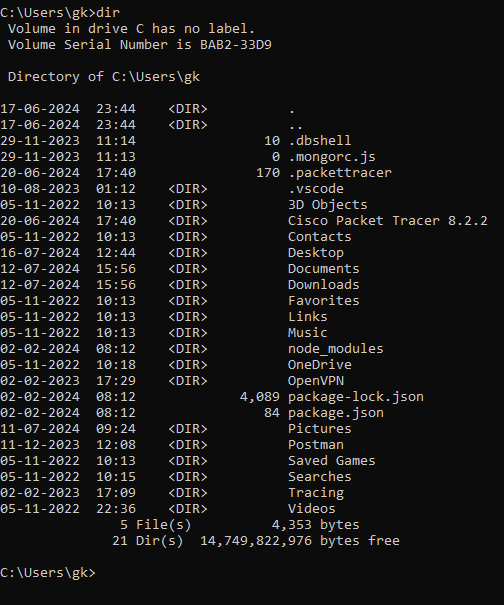 C:\Users\gk>dir
 Volume in drive C has no label.
 Volume Serial Number is BAB2-33D9

 Directory of C:\Users\gk

17-06-2024  23:44    <DIR>          .
17-06-2024  23:44    <DIR>          ..
29-11-2023  11:14                10 .dbshell
29-11-2023  11:13                 0 .mongorc.js
20-06-2024  17:40               170 .packettracer
10-08-2023  01:12    <DIR>          .vscode
05-11-2022  10:13    <DIR>          3D Objects
20-06-2024  17:40    <DIR>          Cisco Packet Tracer 8.2.2
05-11-2022  10:13    <DIR>          Contacts
16-07-2024  12:44    <DIR>          Desktop
12-07-2024  15:56    <DIR>          Documents
12-07-2024  15:56    <DIR>          Downloads
05-11-2022  10:13    <DIR>          Favorites
05-11-2022  10:13    <DIR>          Links
05-11-2022  10:13    <DIR>          Music
02-02-2024  08:12    <DIR>          node_modules
05-11-2022  10:18    <DIR>          OneDrive
02-02-2023  17:29    <DIR>          OpenVPN
02-02-2024  08:12             4,089 package-lock.json
02-02-2024  08:12                84 package.json
11-07-2024  09:24    <DIR>          Pictures
11-12-2023  12:08    <DIR>          Postman
05-11-2022  10:13    <DIR>          Saved Games
05-11-2022  10:15    <DIR>          Searches
02-02-2023  17:09    <DIR>          Tracing
05-11-2022  22:36    <DIR>          Videos
               5 File(s)          4,353 bytes
              21 Dir(s)  14,749,822,976 bytes free

C:\Users\gk>